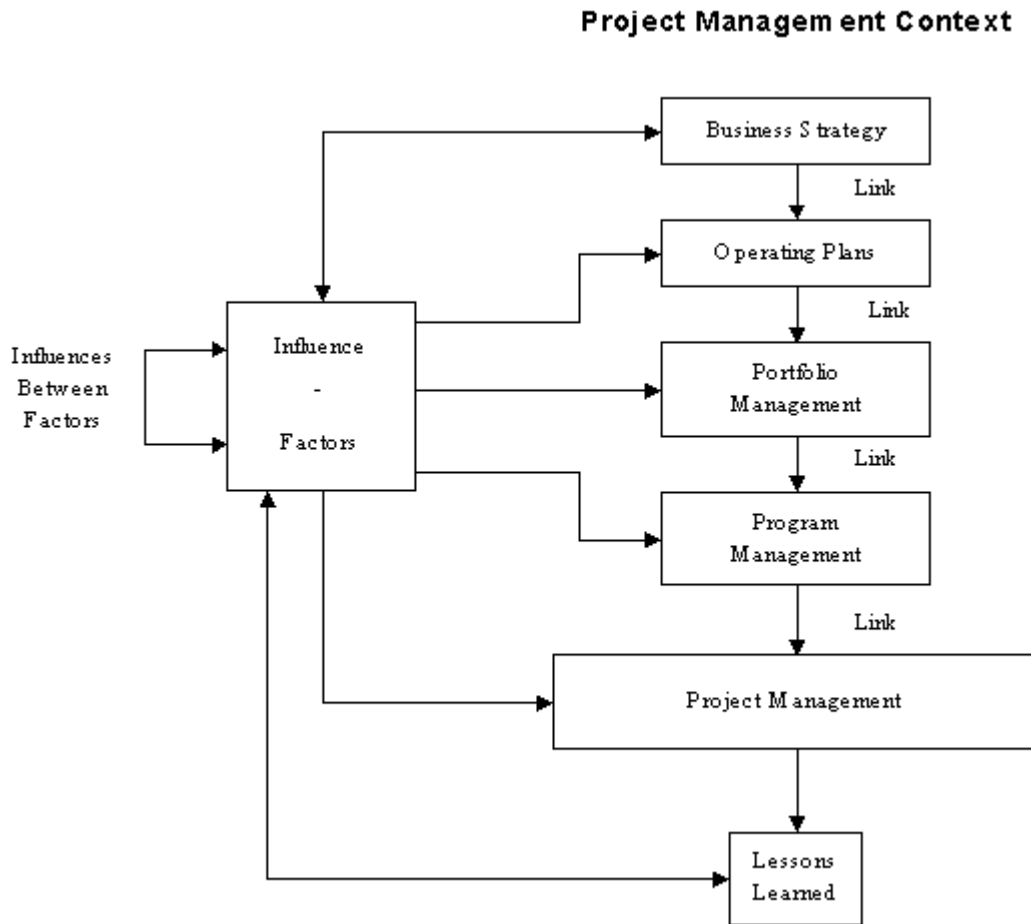 Project Management Context
Business Strategy
Link
Operating Plans
Link
Influences
Between
Factors
Influence
-
Factors
Portfolio
Management
Link
Program
Management
Link
Project Management
Lessons
Learned